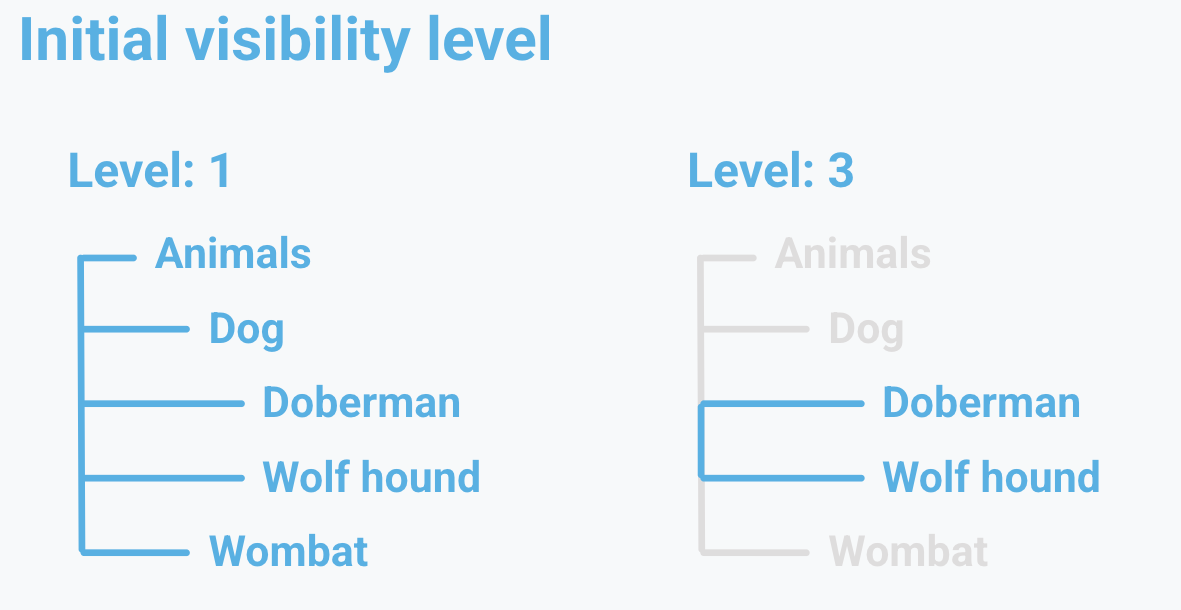 Initial visibility level
Level: 1
Animals
Dog
Doberman
Wolf hound
Wombat
Level: 3
Animals
Dog
Doberman
Wolf hound
Wombat